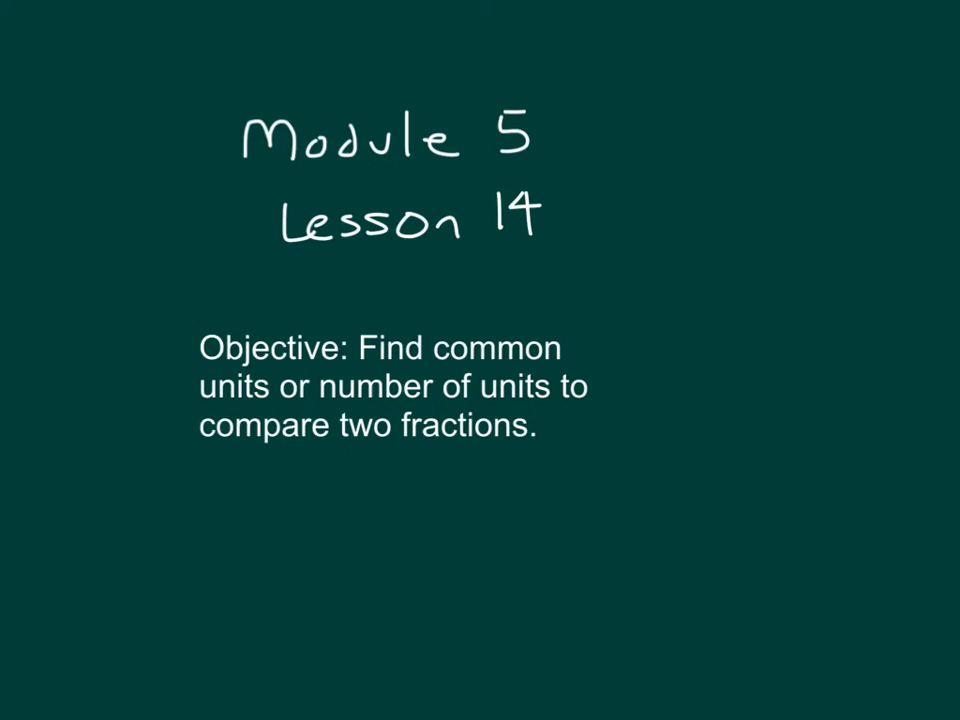 Module 5
Lesson 14
Objective: Find common
units or number of units to
compare two fractions.